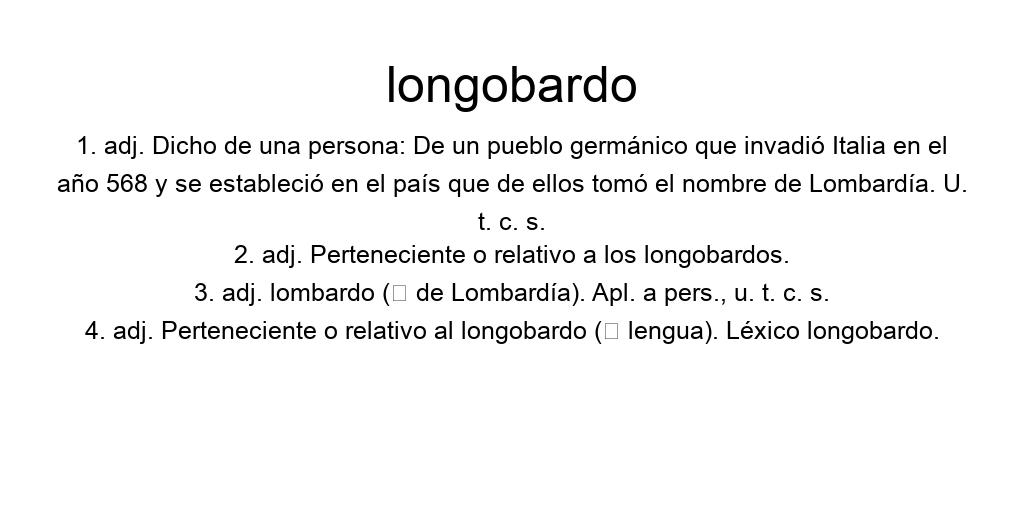 longobardo
1. adj. Dicho de una persona: De un pueblo germánico que invadió Italia en el
año 568 y se estableció en el país que de ellos tomó el nombre de Lombardía. U.
t. c. s.
2. adj. Perteneciente o relativo a los longobardos.
3. adj. lombardo (□ de Lombardía). Apl. a pers., u. t. c. s.
4. adj. Perteneciente o relativo al longobardo (□ lengua). Léxico longobardo.